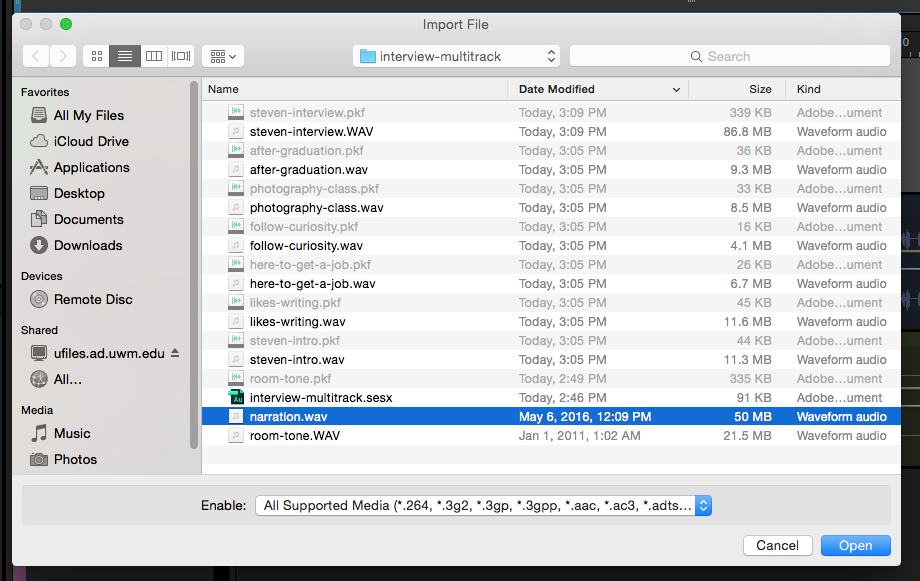 Import File
interview-multitrack
Search
Favorites
All My Files
iCloud Drive
Applications
Desktop
Documents
Downloads
Devices
Remote Disc
Shared
ufiles.ad.uwm.edu
All...
Media
Music
Photos
Name Date Modified Size Kind
steven-interview.pkf Today, 3:09 PM 339 KB Adobe...ument
steven-interview.WAV Today, 3:09 PM 86.8 MB Waveform audio
after-graduation.pkf Today, 3:05 PM 36 KB Adobe...ument
after-graduation.wav Today, 3:05 PM 9.3 MB Waveform audio
photography-class.pkf Today, 3:05 PM 33 KB Adobe...ument
photography-class.wav Today, 3:05 PM 8.5 MB Waveform audio
follow-curiosity.pkf Today, 3:05 PM 16 KB Adobe...ument
follow-curiosity.wav Today, 3:05 PM 4.1 MB Waveform audio
here-to-get-a-job.pkf Today, 3:05 PM 26 KB Adobe...ument
here-to-get-a-job.wav Today, 3:05 PM 6.7 MB Waveform audio
likes-writing.pkf Today, 3:05 PM 45 KB Adobe...ument
likes-writing.wav Today, 3:05 PM 11.6 MB Waveform audio
steven-intro.pkf Today, 3:05 PM 44 KB Adobe...ument
steven-intro.wav Today, 3:05 PM 11.3 MB Waveform audio
room-tone.pkf Today, 2:49 PM 335 KB Adobe...ument
interview-multitrack.sesx Today, 2:46 PM 91 KB Adobe...ument
narration.wav May 6, 2016, 12:09 PM 50 MB Waveform audio
room-tone.WAV Jan 1, 2011, 1:02 AM 21.5 MB Waveform audio
Enable: All Supported Media (*.264, *.3g2, *.3gp, *.3gpp, *.aac, *.ac3, *.adts...
Cancel Open